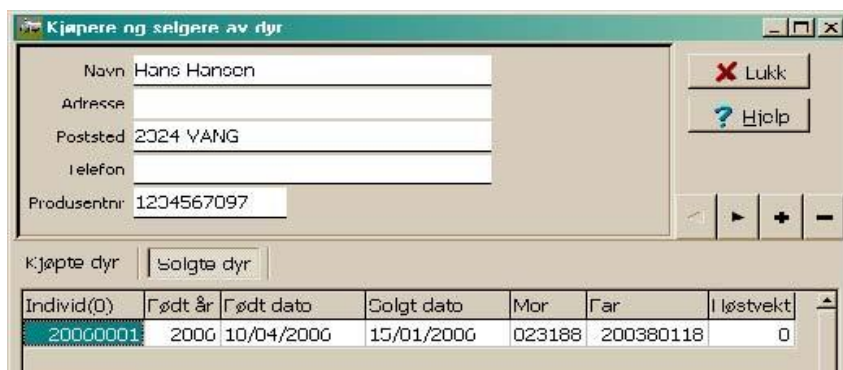 Kjøpere og selgere av dyr
Navn Hans Hansen
Lukk
Adresse
Hjelp
Poststed 2324 VANG
Telefon
Produsentnr 1234567897
Kjøpte dyr Solgte dyr
Individ(0) Født år Født dato Solgt dato Mor Far Høstvekt
20060001 2006 10/04/2006 15/01/2006 023188 200380118 0